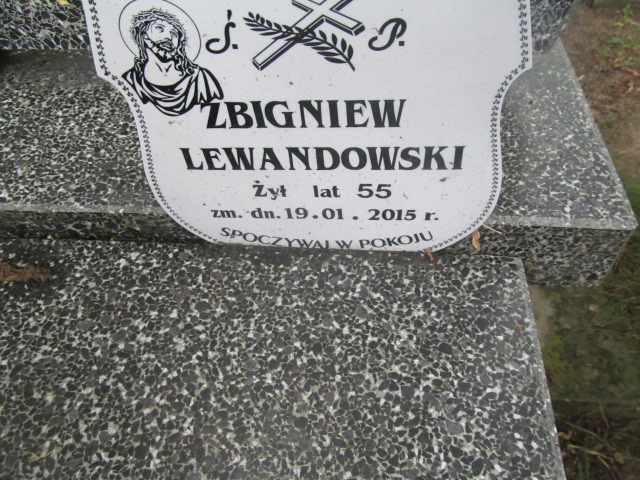 Ś. P.
ZBIGNIEW
LEWANDOWSKI
Żył lat 55
zm. dn. 19.01.2015 r.
SPOCZYWAJ W POKOJU